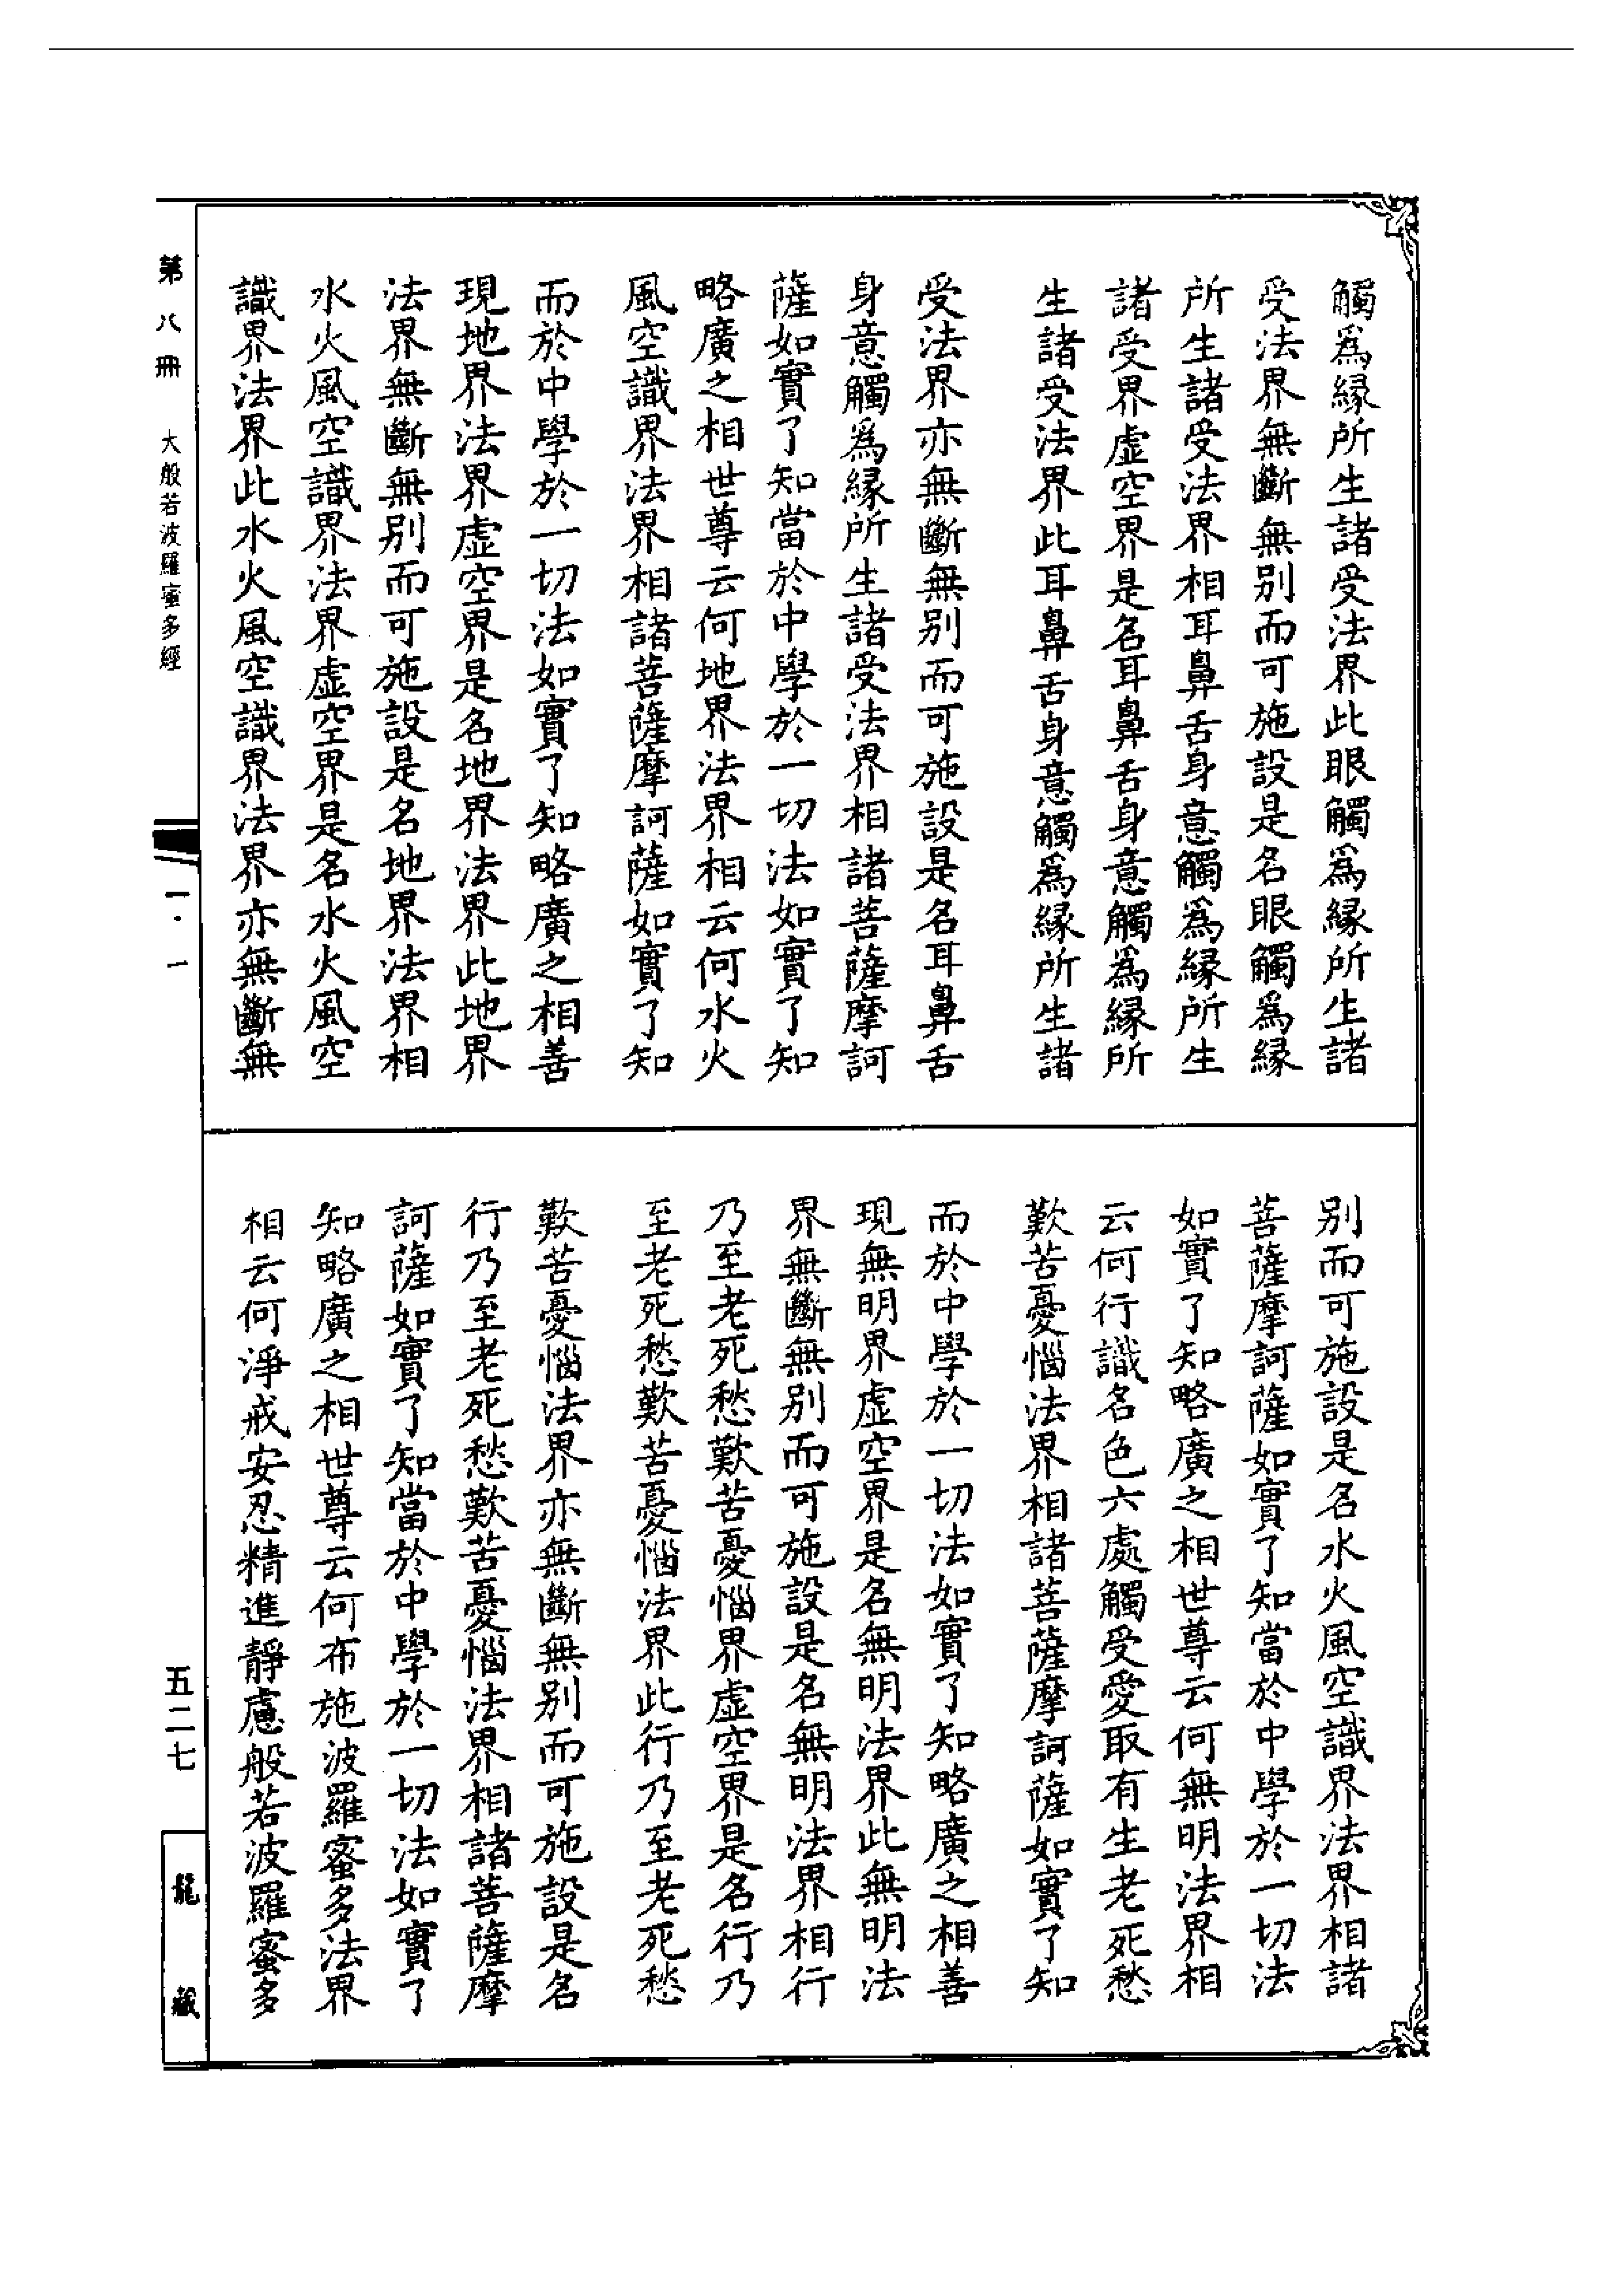 觸爲縁所生諸受法界此眼觸爲縁所生諸
受法界無斷無别而可施設是名眼觸爲縁
所生諸受法界相耳鼻舌身意觸爲縁所生
諸受界虚空界是名耳鼻舌身意觸爲縁所
生諸受法界此耳鼻舌身意觸爲縁所生諸
受法界亦無斷無别而可施設是名耳鼻舌
身意觸爲縁所生諸受法界相諸菩薩摩訶
薩如實了知當於中學於一切法如實了知
略廣之相世尊云何地界法界相云何水火
風空識界法界相諸菩薩摩訶薩如實了知
而於中學於一切法如實了知略廣之相善
現地界法界虚空界是名地界法界此地界
法界無斷無别而可施設是名地界法界相
水火風空識界法界虚空界是名水火風空
識界法界此水火風空識界法界亦無斷無
别而可施設是名水火風空識界法界相諸
菩薩摩訶薩如實了知當於中學於一切法
如實了知略廣之相世尊云何無明法界相
云何行識名色六處觸受愛取有生老死愁
歎苦憂惱法界相諸菩薩摩訶薩如實了知
而於中學於一切法如實了知略廣之相善
現無明界虚空界是名無明法界此無明法
界無斷無别而可施設是名無明法界相行
乃至老死愁歎苦憂惱界虚空界是名行乃
至老死愁歎苦憂惱法界此行乃至老死愁
歎苦憂惱法界亦無斷無别而可施設是名
行乃至老死愁歎苦憂惱法界相諸菩薩摩
訶薩如實了知當於中學於一切法如實了
知略廣之相世尊云何布施波羅蜜多法界
相云何淨戒安忍精進靜慮般若波羅蜜多
第八冊 大般若波羅蜜多經 一·一
五二七
龍藏